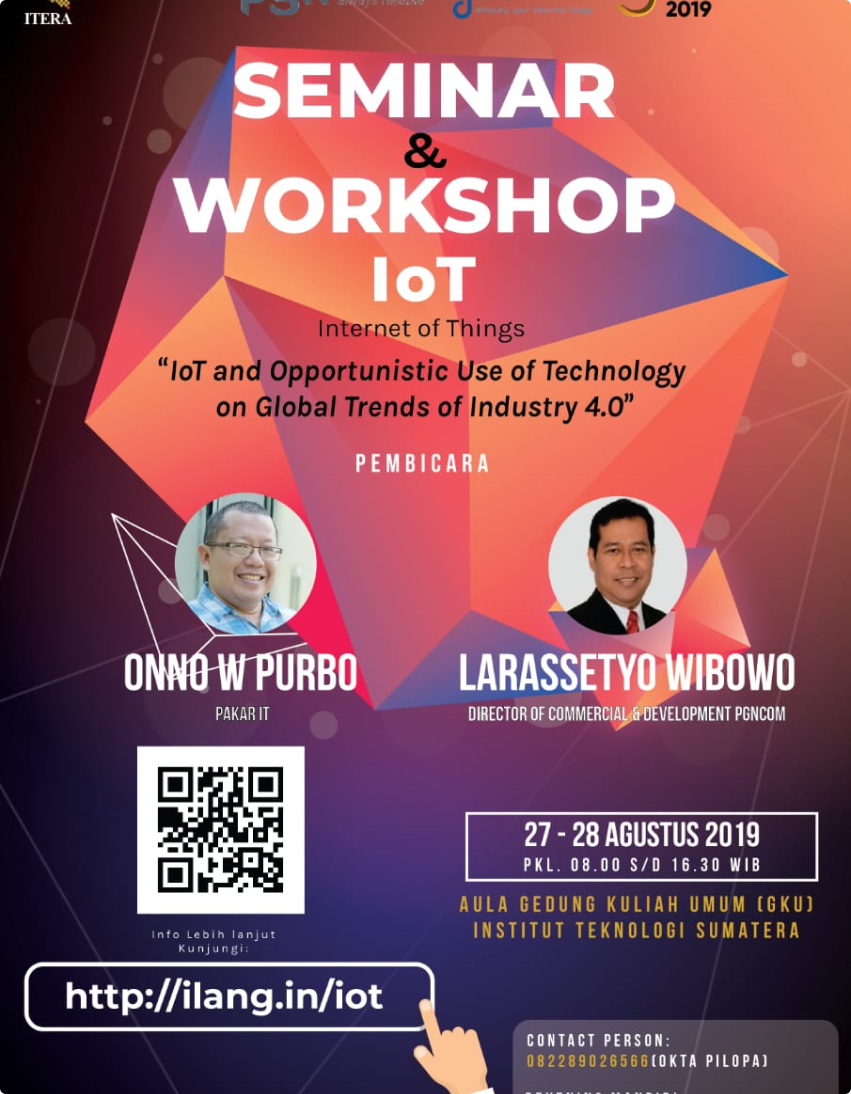 ITERA
PGN
2019
SEMINAR
&
WORKSHOP
IoT
Internet of Things
“IoT and Opportunistic Use of Technology
on Global Trends of Industry 4.0”
PEMBICARA
ONNO W PURBO
PAKAR IT
LARASSETYO WIBOWO
DIRECTOR OF COMMERCIAL & DEVELOPMENT PGNCOM
27 - 28 AGUSTUS 2019
PKL. 08.00 S/D 16.30 WIB
AULA GEDUNG KULIAH UMUM (GKU)
INSTITUT TEKNOLOGI SUMATERA
Info Lebih lanjut
Kunjungi:
http://ilang.in/iot
CONTACT PERSON:
082289026566(OKTA PILOPA)